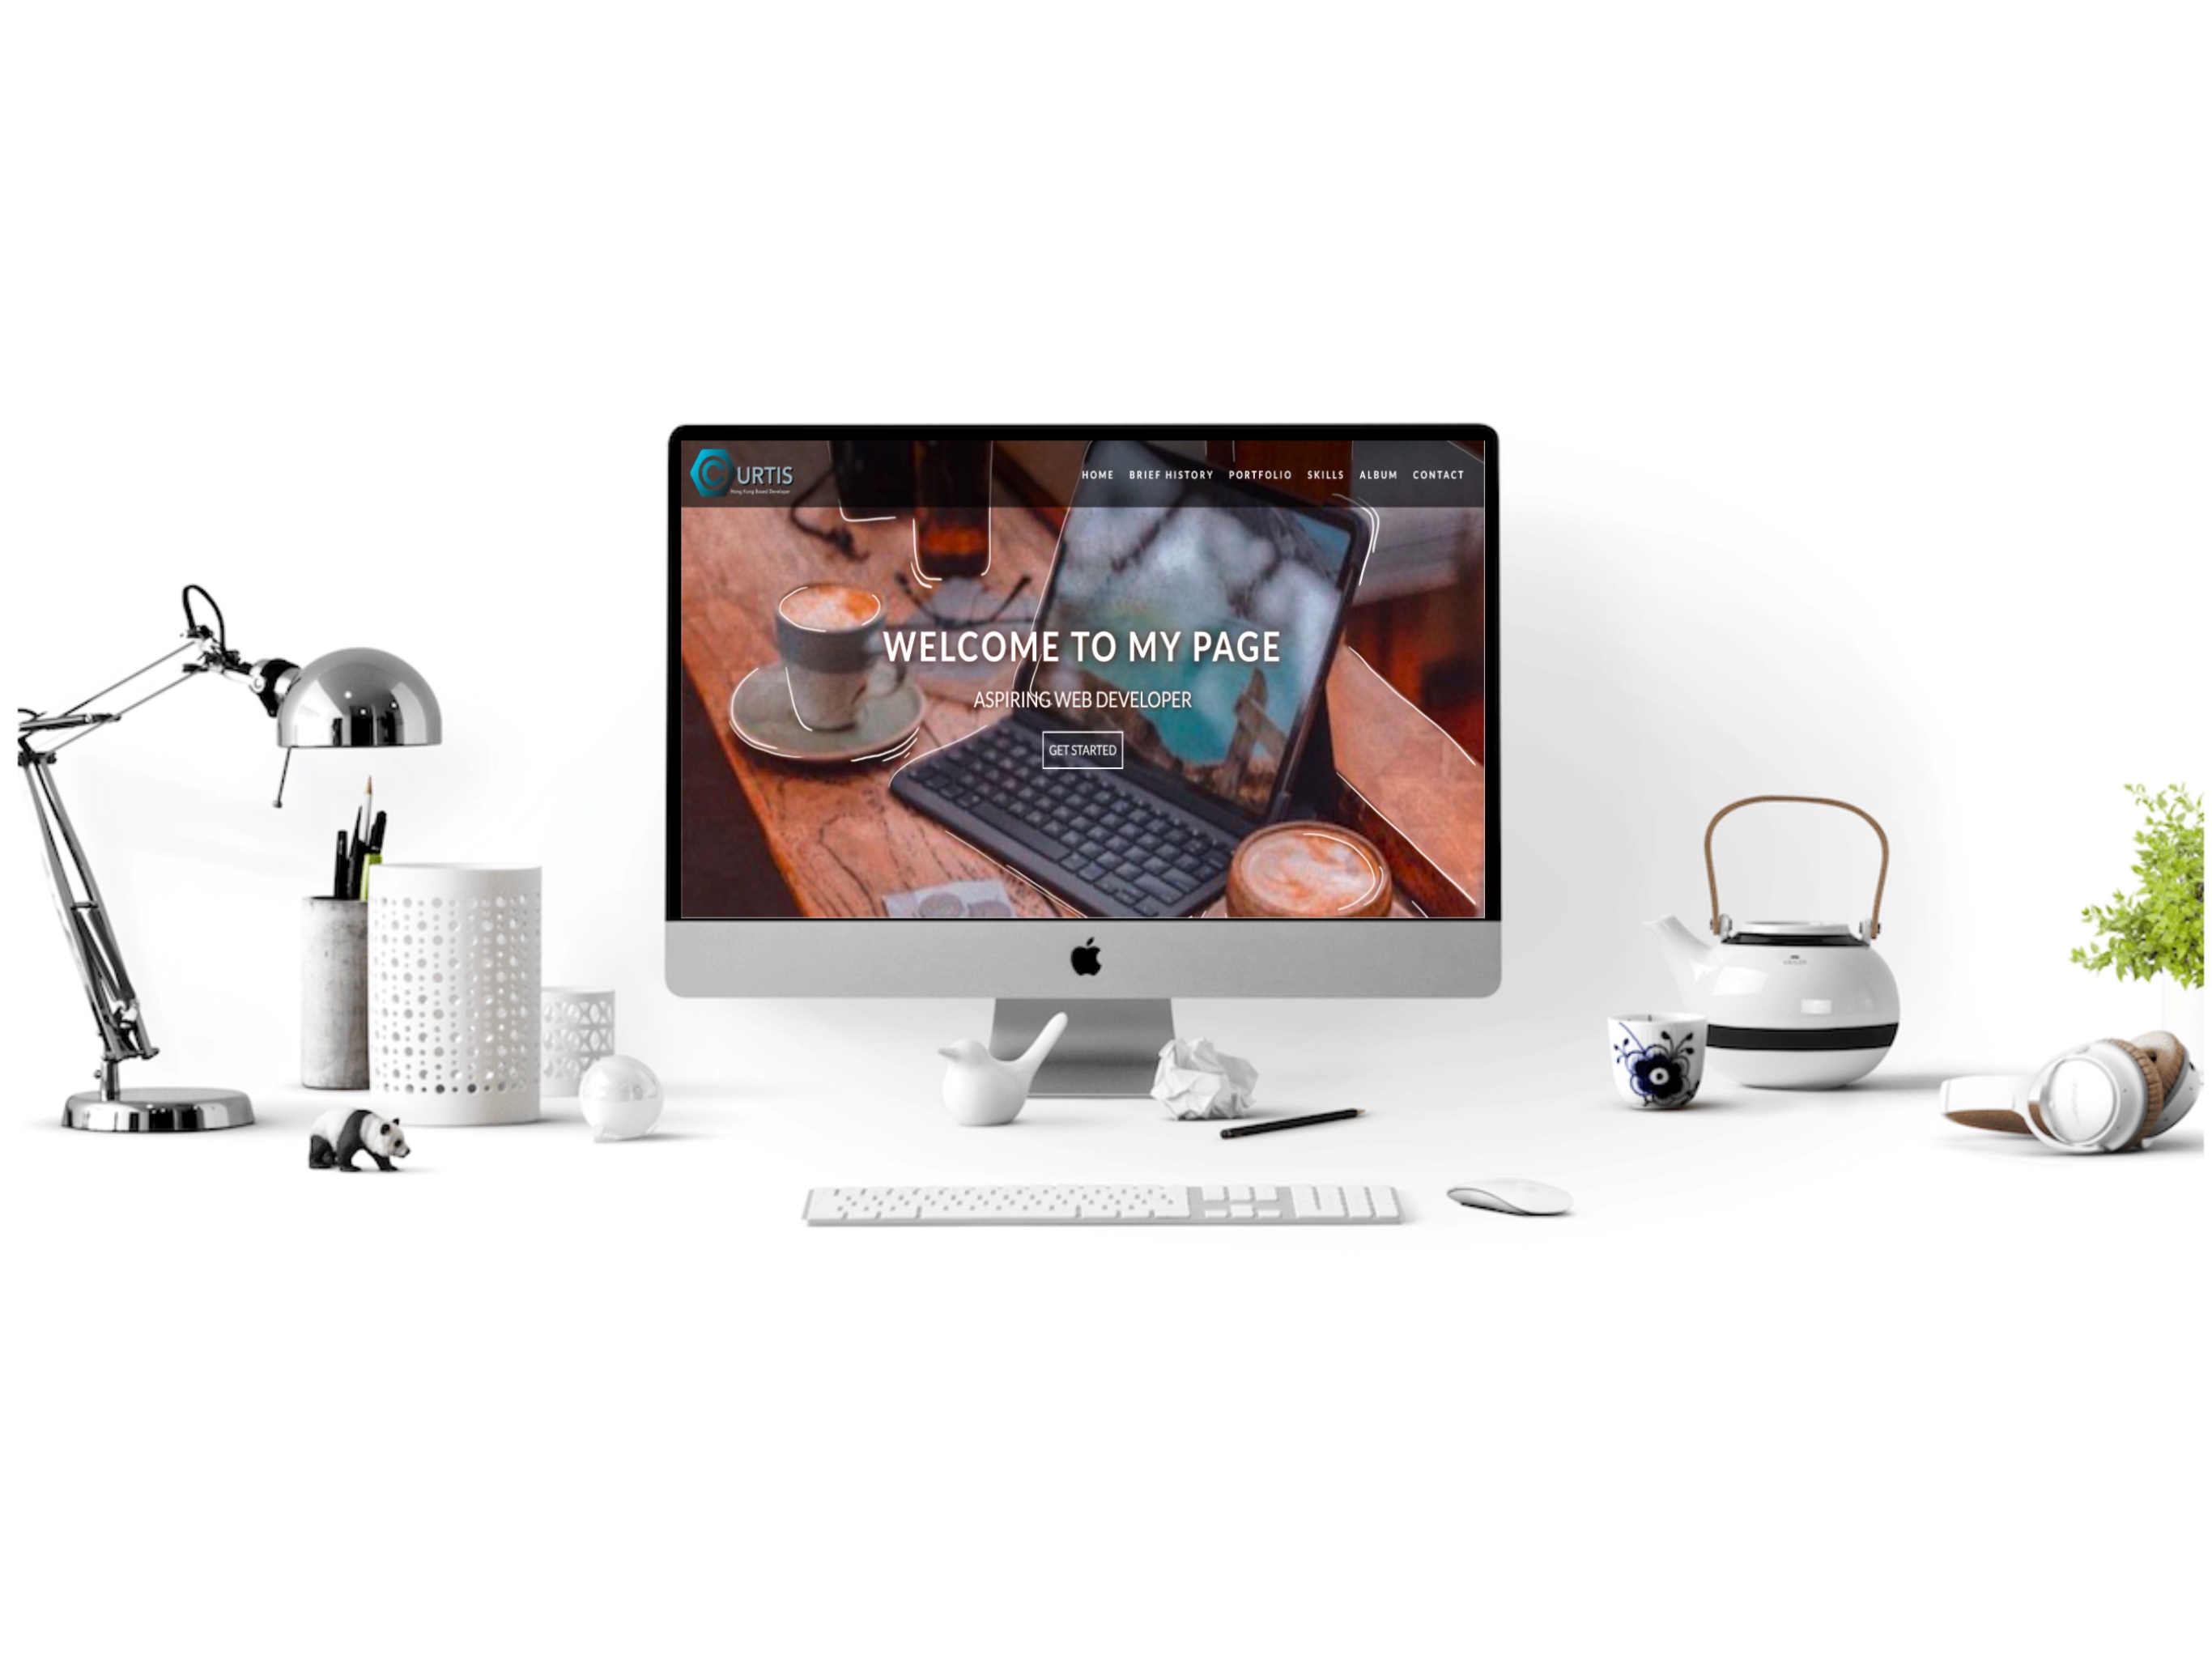 CURTIS
Hong Kong Based Developer
HOME BRIEF HISTORY PORTFOLIO SKILLS ALBUM CONTACT
WELCOME TO MY PAGE
ASPIRING WEB DEVELOPER
GET STARTED